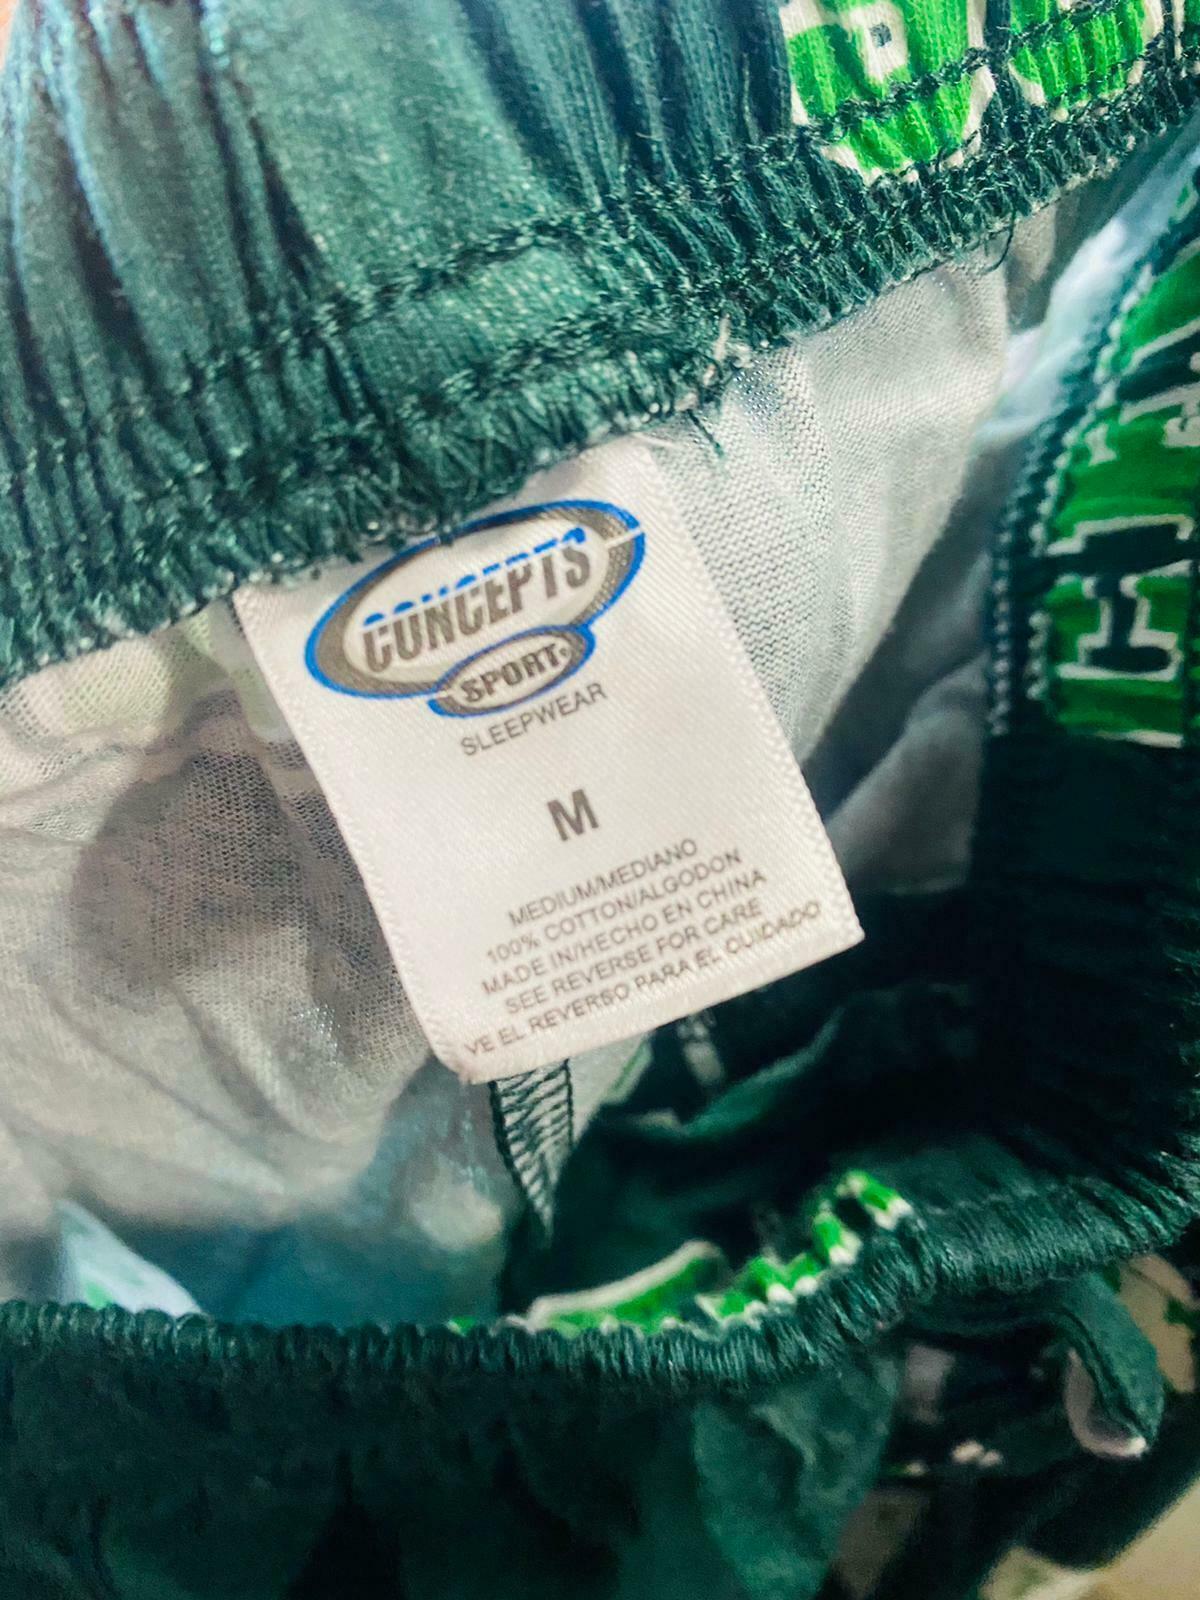 CONCEPTS
SPORT
SLEEPWEAR
M
MEDIUM/MEDIANO
100% COTTON/ALGODON
MADE IN/HECHO EN CHINA
SEE REVERSE FOR CARE
VE EL REVERSO PARA EL CUIDADO
H